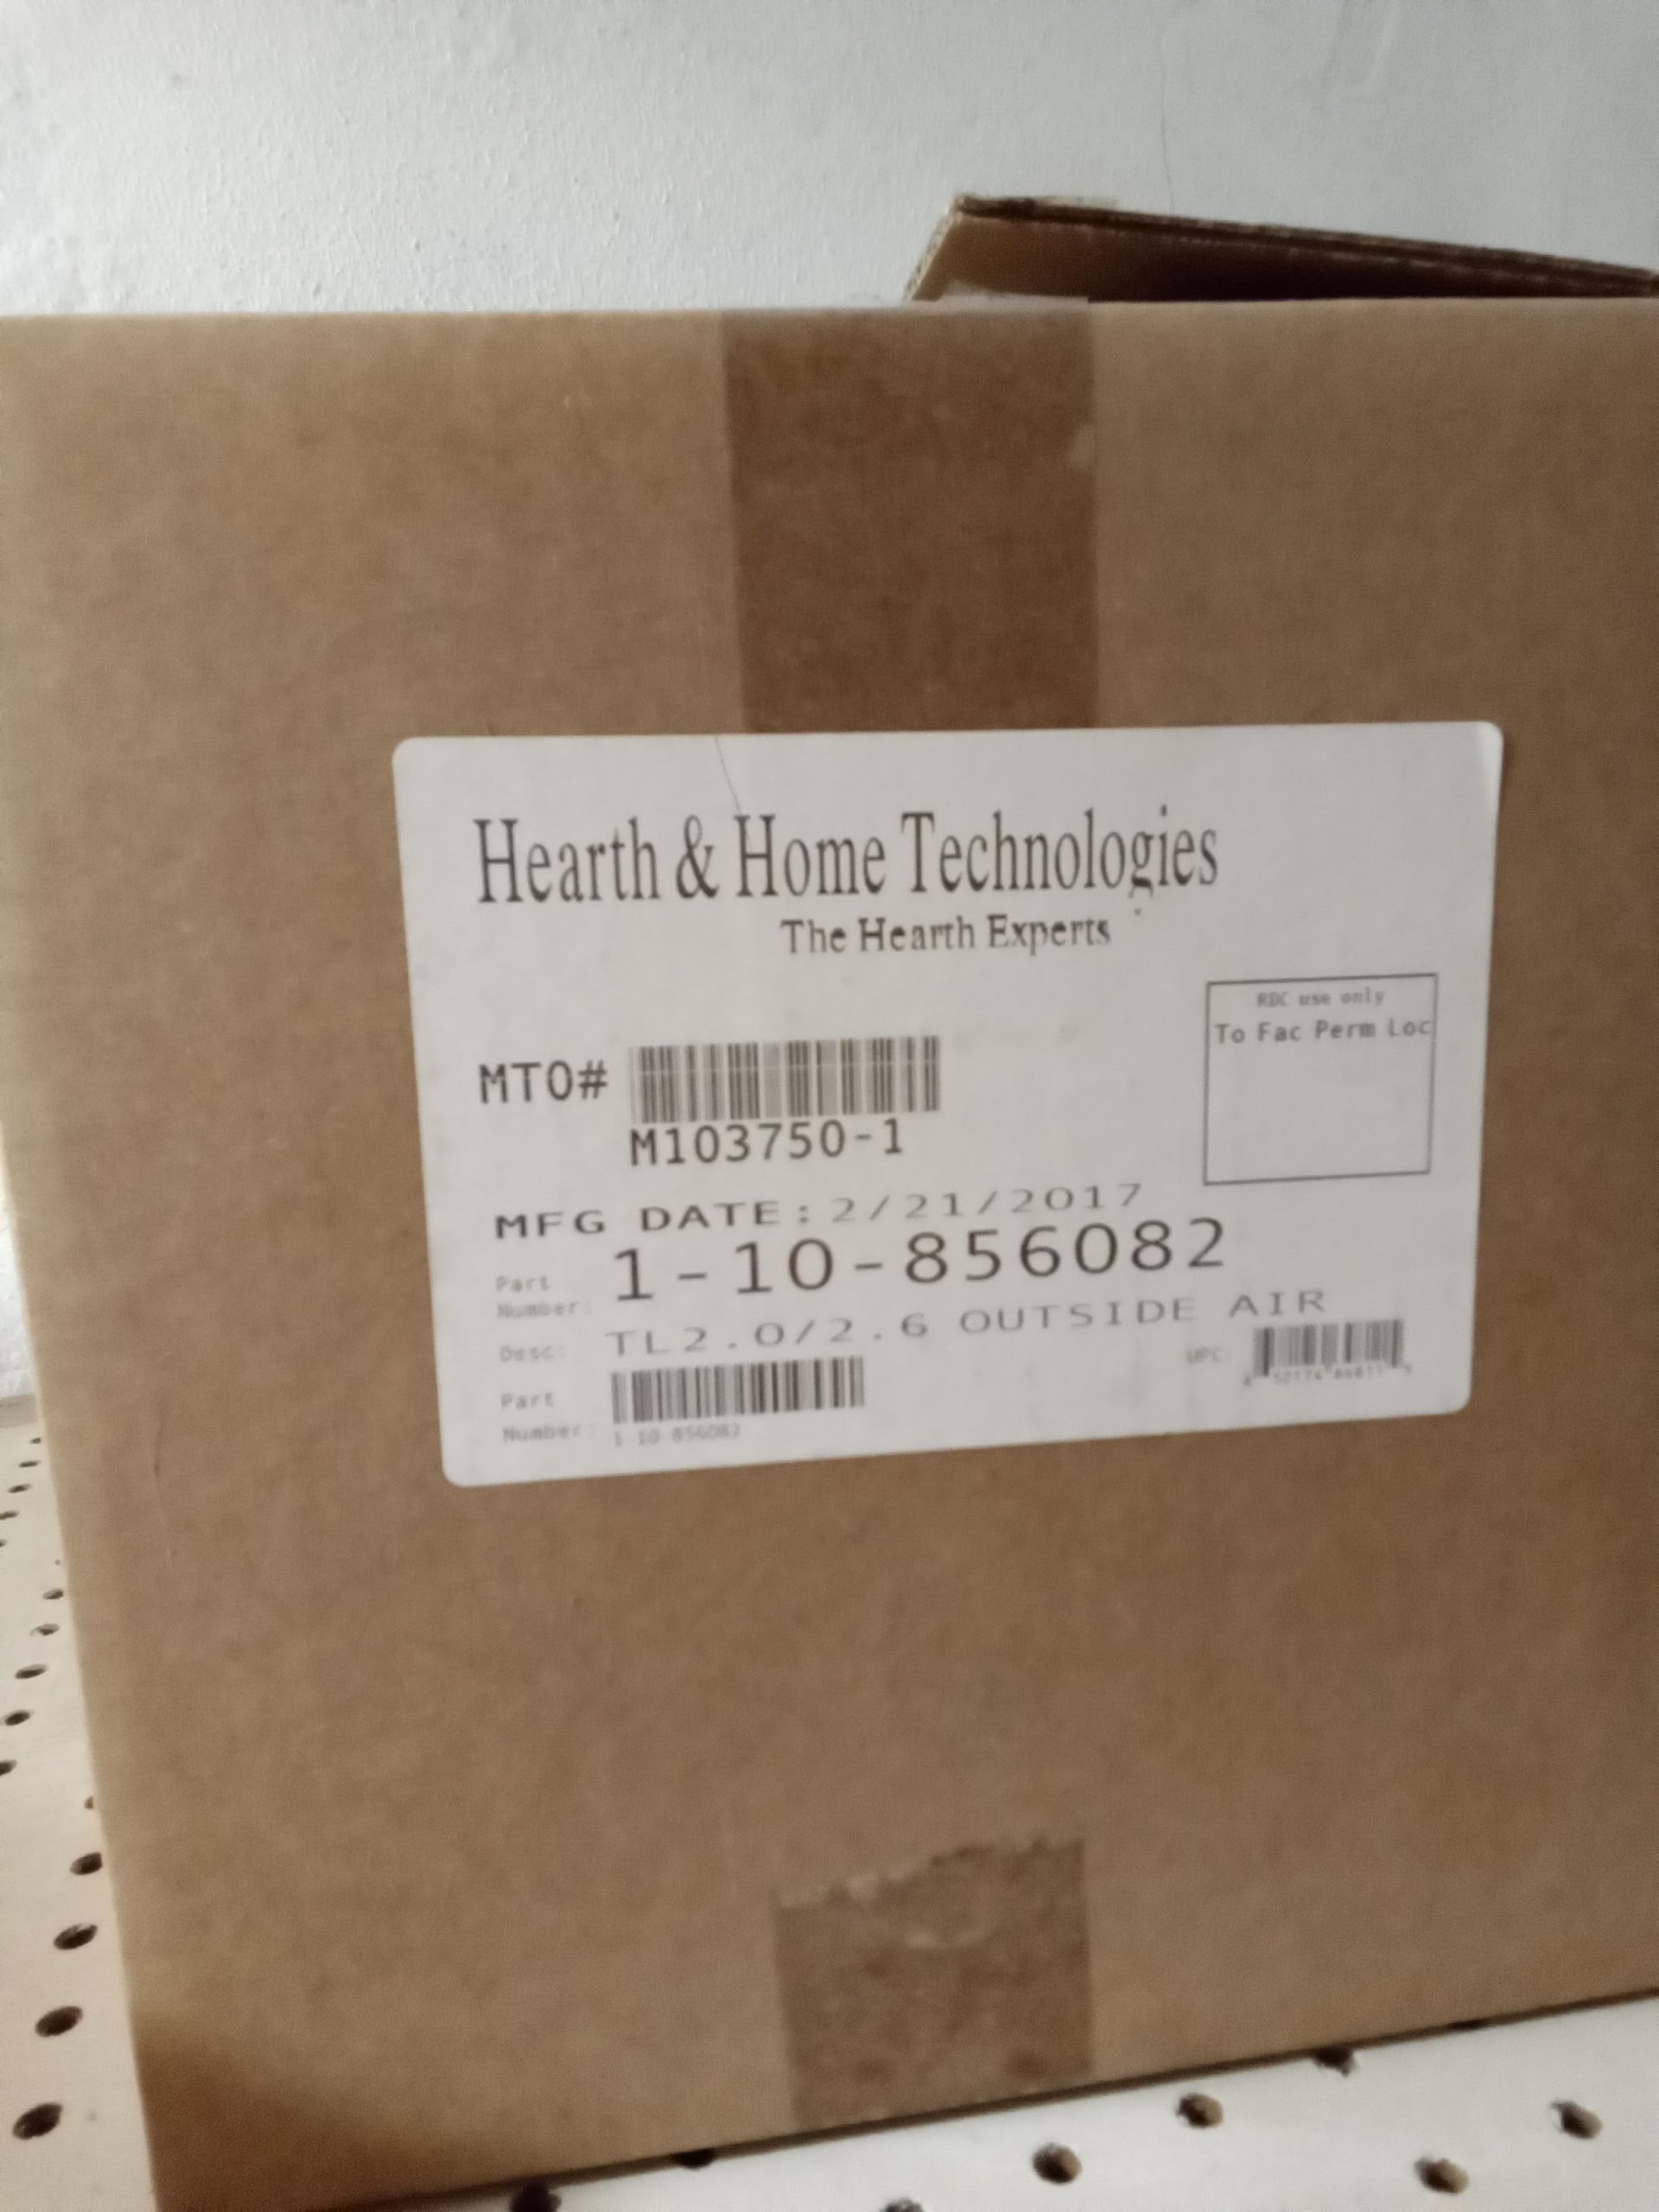 Hearth & Home Technologies
The Hearth Experts
RDC use only
To Fac Perm Loc
MTO#
M103750-1
MFG DATE: 2/21/2017
Part Number: 1-10-856082
Desc: TL2.0/2.6 OUTSIDE AIR
UPC:
Part Number:
1-10-856082